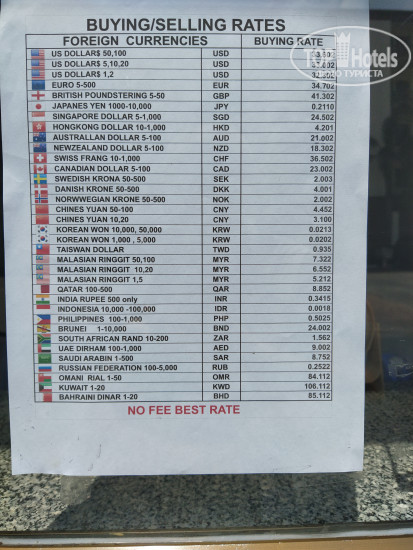 BUYING/SELLING RATES
FOREIGN CURRENCIES BUYING RATE
US DOLLAR$ 50,100 USD
US DOLLAR$ 5,10,20 USD
US DOLLAR$ 1,2 USD
EURO 5-500 EUR 34.702
BRITISH POUNDSTERING 5-50 GBP 41.302
JAPANES YEN 1000-10,000 JPY 0.2110
SINGAPORE DOLLAR 5-1,000 SGD 24.502
HONGKONG DOLLAR 10-1,000 HKD 4.201
AUSTRALLAN DOLLAR 5-100 AUD 21.002
NEWZEALAND DOLLAR 5-100 NZD 18.302
SWISS FRANG 10-1,000 CHF 36.502
CANADIAN DOLLAR 5-100 CAD 23.002
SWEDISH KRONA 50-500 SEK 2.003
DANISH KRONE 50-500 DKK 4.001
NORWWEGIAN KRONE 50-500 NOK 2.002
CHINES YUAN 50-100 CNY 4.452
CHINES YUAN 10,20 CNY 3.100
KOREAN WON 10,000, 50,000 KRW 0.0213
KOREAN WON 1,000 , 5,000 KRW 0.0202
TAISWAN DOLLAR TWD 0.935
MALASIAN RINGGIT 50,100 MYR 7.322
MALASIAN RINGGIT 10,20 MYR 6.552
MALASIAN RINGGIT 1,5 MYR 5.212
QATAR 100-500 QAR 8.852
INDIA RUPEE 500 only INR 0.3415
INDONESIA 10,000 -100,000 IDR 0.0018
PHILIPPINES 100-1,000 PHP 0.5025
BRUNEI 1-10,000 BND 24.002
SOUTH AFRICAN RAND 10-200 ZAR 1.562
UAE DIRHAM 100-1,000 AED 9.002
SAUDI ARABIN 1-500 SAR 8.752
RUSSIAN FEDERATION 100-5,000 RUB 0.2522
OMANI RIAL 1-50 OMR 84.112
KUWAIT 1-20 KWD 106.112
BAHRAINI DINAR 1-20 BHD 85.112
NO FEE BEST RATE